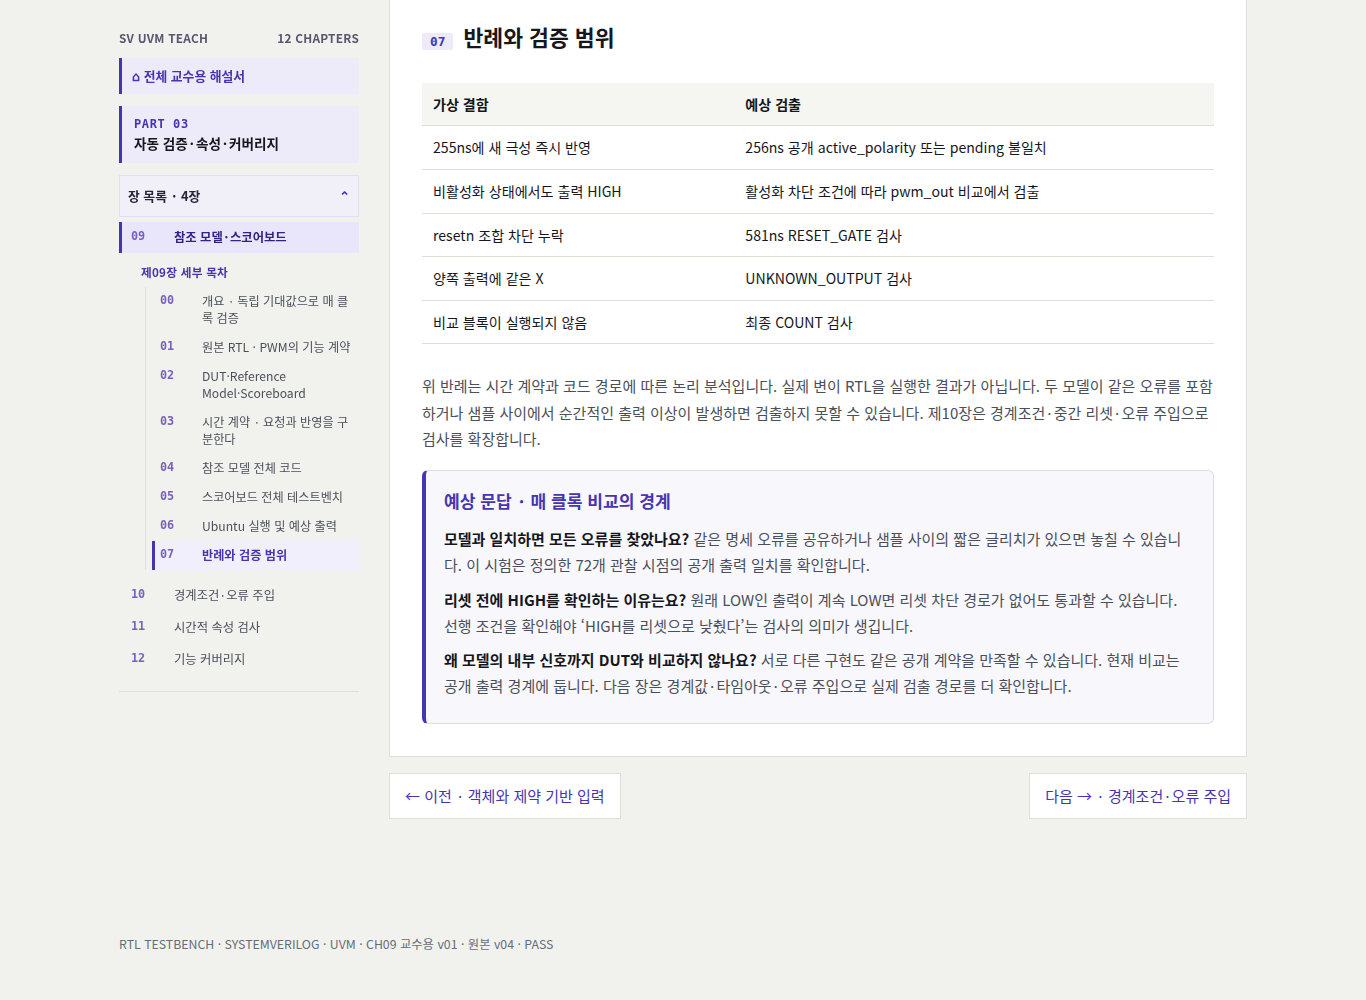 SV UVM TEACH 12 CHAPTERS
⌂ 전체 교수용 해설서
PART 03
자동 검증·속성·커버리지
장 목록 · 4장
09 참조 모델·스코어보드
제09장 세부 목차
00 개요 · 독립 기대값으로 매 클
록 검증
01 원본 RTL · PWM의 기능 계약
02 DUT·Reference
Model·Scoreboard
03 시간 계약 · 요청과 반영을 구
분한다
04 참조 모델 전체 코드
05 스코어보드 전체 테스트벤치
06 Ubuntu 실행 및 예상 출력
07 반례와 검증 범위
10 경계조건·오류 주입
11 시간적 속성 검사
12 기능 커버리지
07 반례와 검증 범위
가상 결함 예상 검출
255ns에 새 극성 즉시 반영 256ns 공개 active_polarity 또는 pending 불일치
비활성화 상태에서도 출력 HIGH 활성화 차단 조건에 따라 pwm_out 비교에서 검출
resetn 조합 차단 누락 581ns RESET_GATE 검사
양쪽 출력에 같은 X UNKNOWN_OUTPUT 검사
비교 블록이 실행되지 않음 최종 COUNT 검사
위 반례는 시간 계약과 코드 경로에 따른 논리 분석입니다. 실제 변이 RTL을 실행한 결과가 아닙니다. 두 모델이 같은 오류를 포함
하거나 샘플 사이에서 순간적인 출력 이상이 발생하면 검출하지 못할 수 있습니다. 제10장은 경계조건·중간 리셋·오류 주입으로
검사를 확장합니다.
예상 문답 · 매 클록 비교의 경계
모델과 일치하면 모든 오류를 찾았나요? 같은 명세 오류를 공유하거나 샘플 사이의 짧은 글리치가 있으면 놓칠 수 있습니
다. 이 시험은 정의한 72개 관찰 시점의 공개 출력 일치를 확인합니다.
리셋 전에 HIGH를 확인하는 이유는요? 원래 LOW인 출력이 계속 LOW면 리셋 차단 경로가 없어도 통과할 수 있습니다.
선행 조건을 확인해야 ‘HIGH를 리셋으로 낮췄다’는 검사의 의미가 생깁니다.
왜 모델의 내부 신호까지 DUT와 비교하지 않나요? 서로 다른 구현도 같은 공개 계약을 만족할 수 있습니다. 현재 비교는
공개 출력 경계에 둡니다. 다음 장은 경계값·타임아웃·오류 주입으로 실제 검출 경로를 더 확인합니다.
← 이전 · 객체와 제약 기반 입력 다음 → · 경계조건·오류 주입
RTL TESTBENCH · SYSTEMVERILOG · UVM · CH09 교수용 v01 · 원본 v04 · PASS